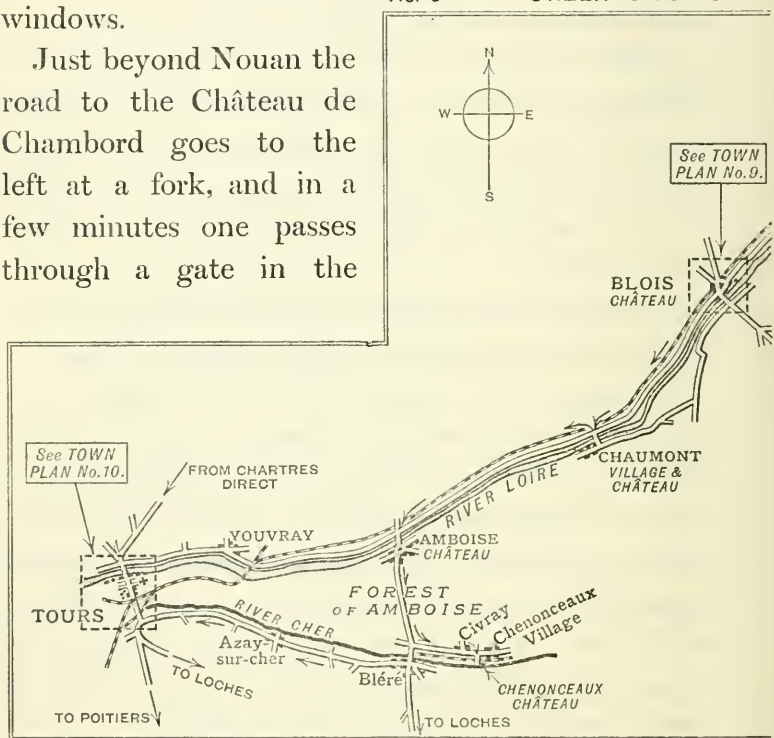 windows.
Just beyond Nouan the
road to the Château de
Chambord goes to the
left at a fork, and in a
few minutes one passes
through a gate in the
N
W
E
S
See TOWN
PLAN No.9.
BLOIS
CHÂTEAU
CHAUMONT
VILLAGE &
CHÂTEAU
RIVER LOIRE
See TOWN
PLAN No.10.
FROM CHARTRES
DIRECT
VOUVRAY
AMBOISE
CHÂTEAU
FOREST
OF AMBOISE
TOURS
RIVER CHER
Civray
Chenonceaux
Village
Azay-
sur-cher
Bléré
CHENONCEAUX
CHÂTEAU
TO LOCHES
TO POITIERS
TO LOCHES